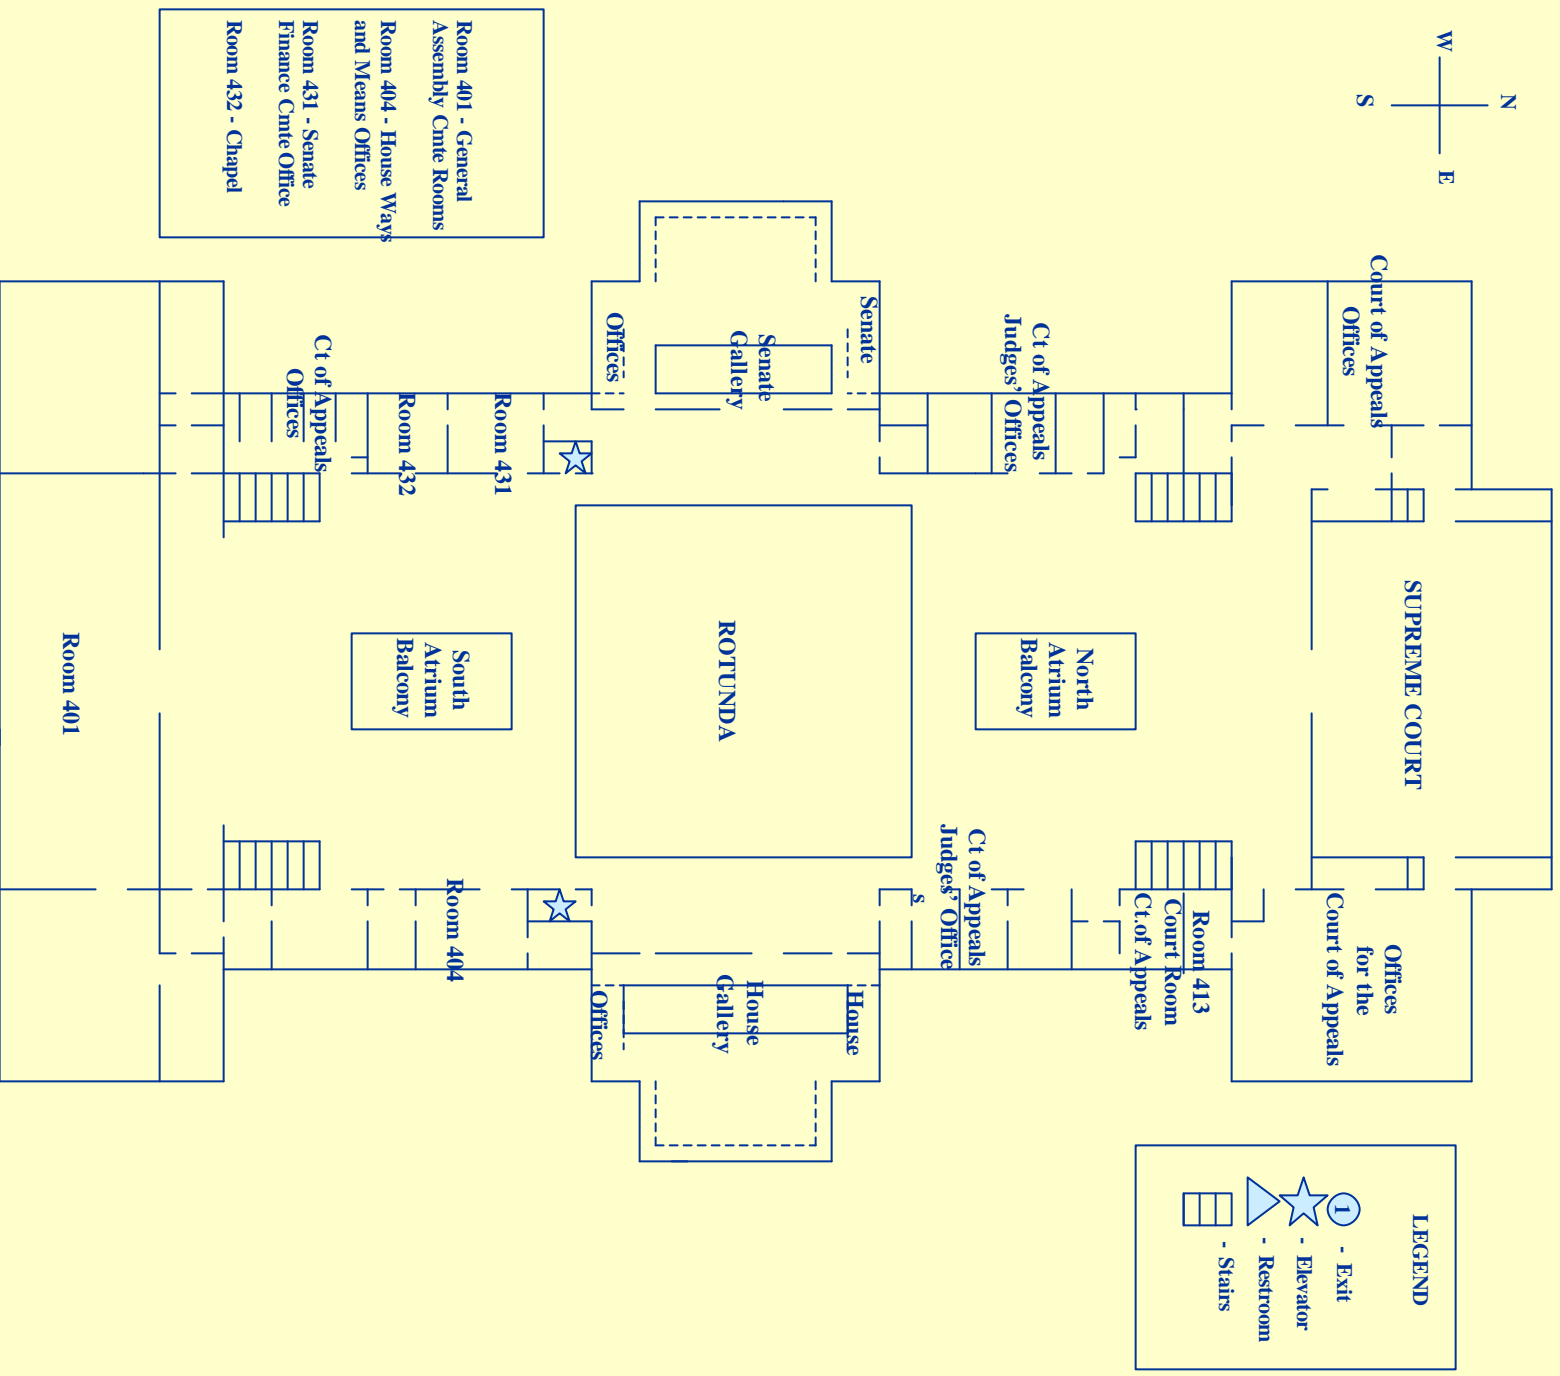 W
N
S
E
Court of Appeals
Offices
SUPREME COURT
Offices
for the
Court of Appeals
Room 413
Court Room
Ct.of Appeals
Ct of Appeals
Judges’ Offices
North
Atrium
Balcony
Ct of Appeals
Judges’ Office
s
Senate
Senate
Gallery
Offices
ROTUNDA
House
House
Gallery
Offices
Room 431
Room 432
Ct of Appeals
Offices
South
Atrium
Balcony
Room 404
Room 401
Room 401 - General
Assembly Cmte Rooms
Room 404 - House Ways
and Means Offices
Room 431 - Senate
Finance Cmte Office
Room 432 - Chapel
LEGEND
1 - Exit
- Elevator
- Restroom
- Stairs